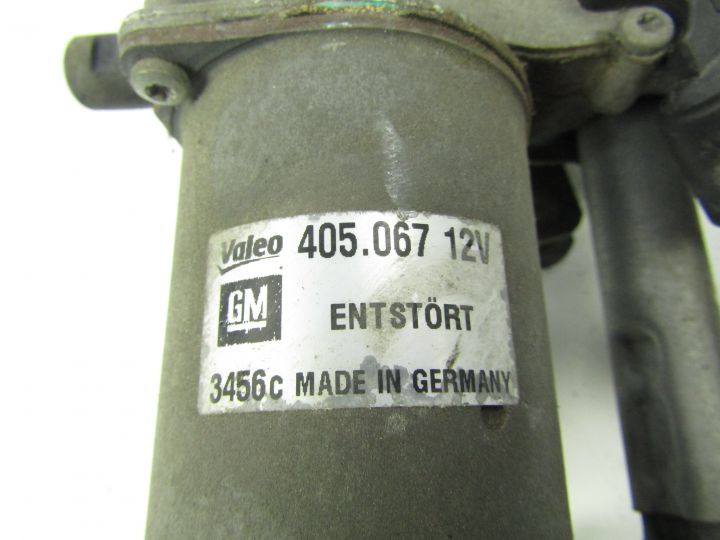 Valeo 405.067 12V
GM
ENTSTÖRT
3456c MADE IN GERMANY